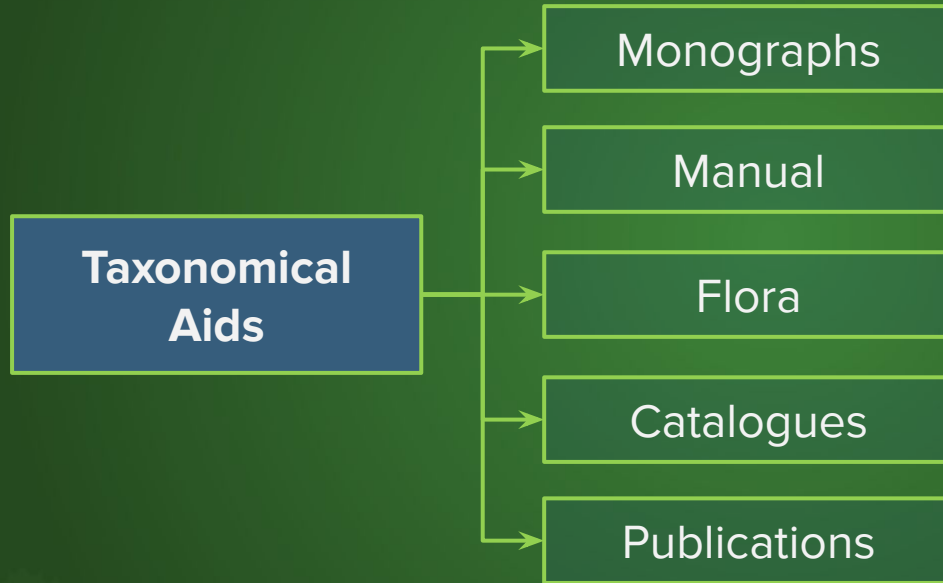 Monographs
Manual
Taxonomical
Aids
Flora
Catalogues
Publications